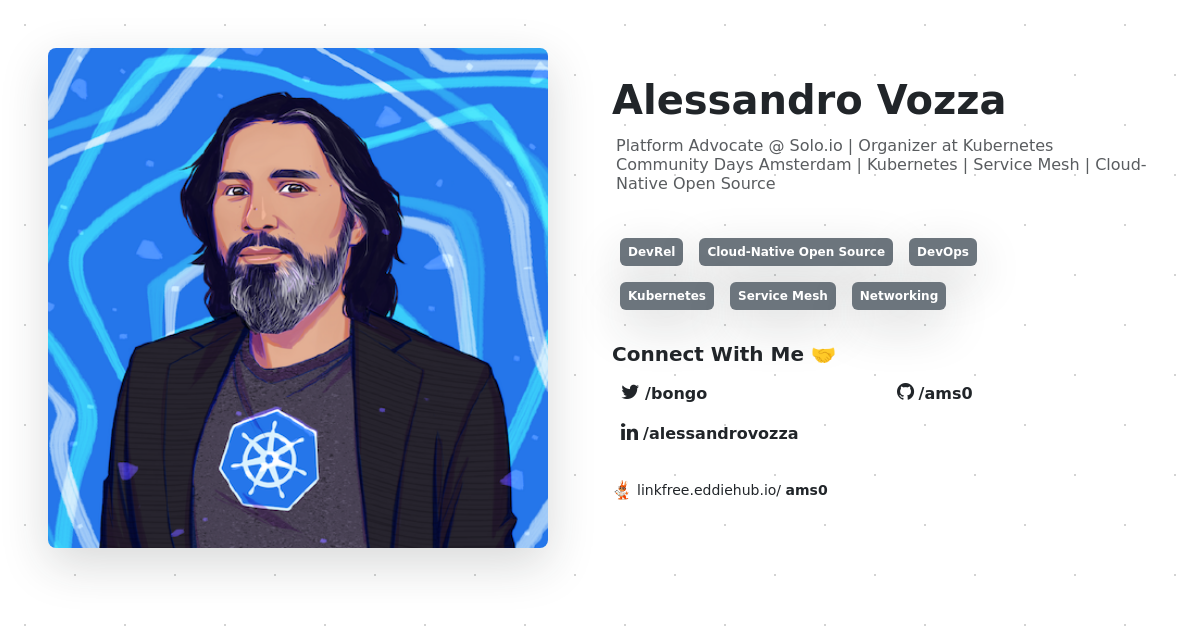 Alessandro Vozza
Platform Advocate @ Solo.io | Organizer at Kubernetes
Community Days Amsterdam | Kubernetes | Service Mesh | Cloud-
Native Open Source
DevRel Cloud-Native Open Source DevOps
Kubernetes Service Mesh Networking
Connect With Me 🤝
/bongo /ams0
/alessandrovozza
linkfree.eddiehub.io/ ams0